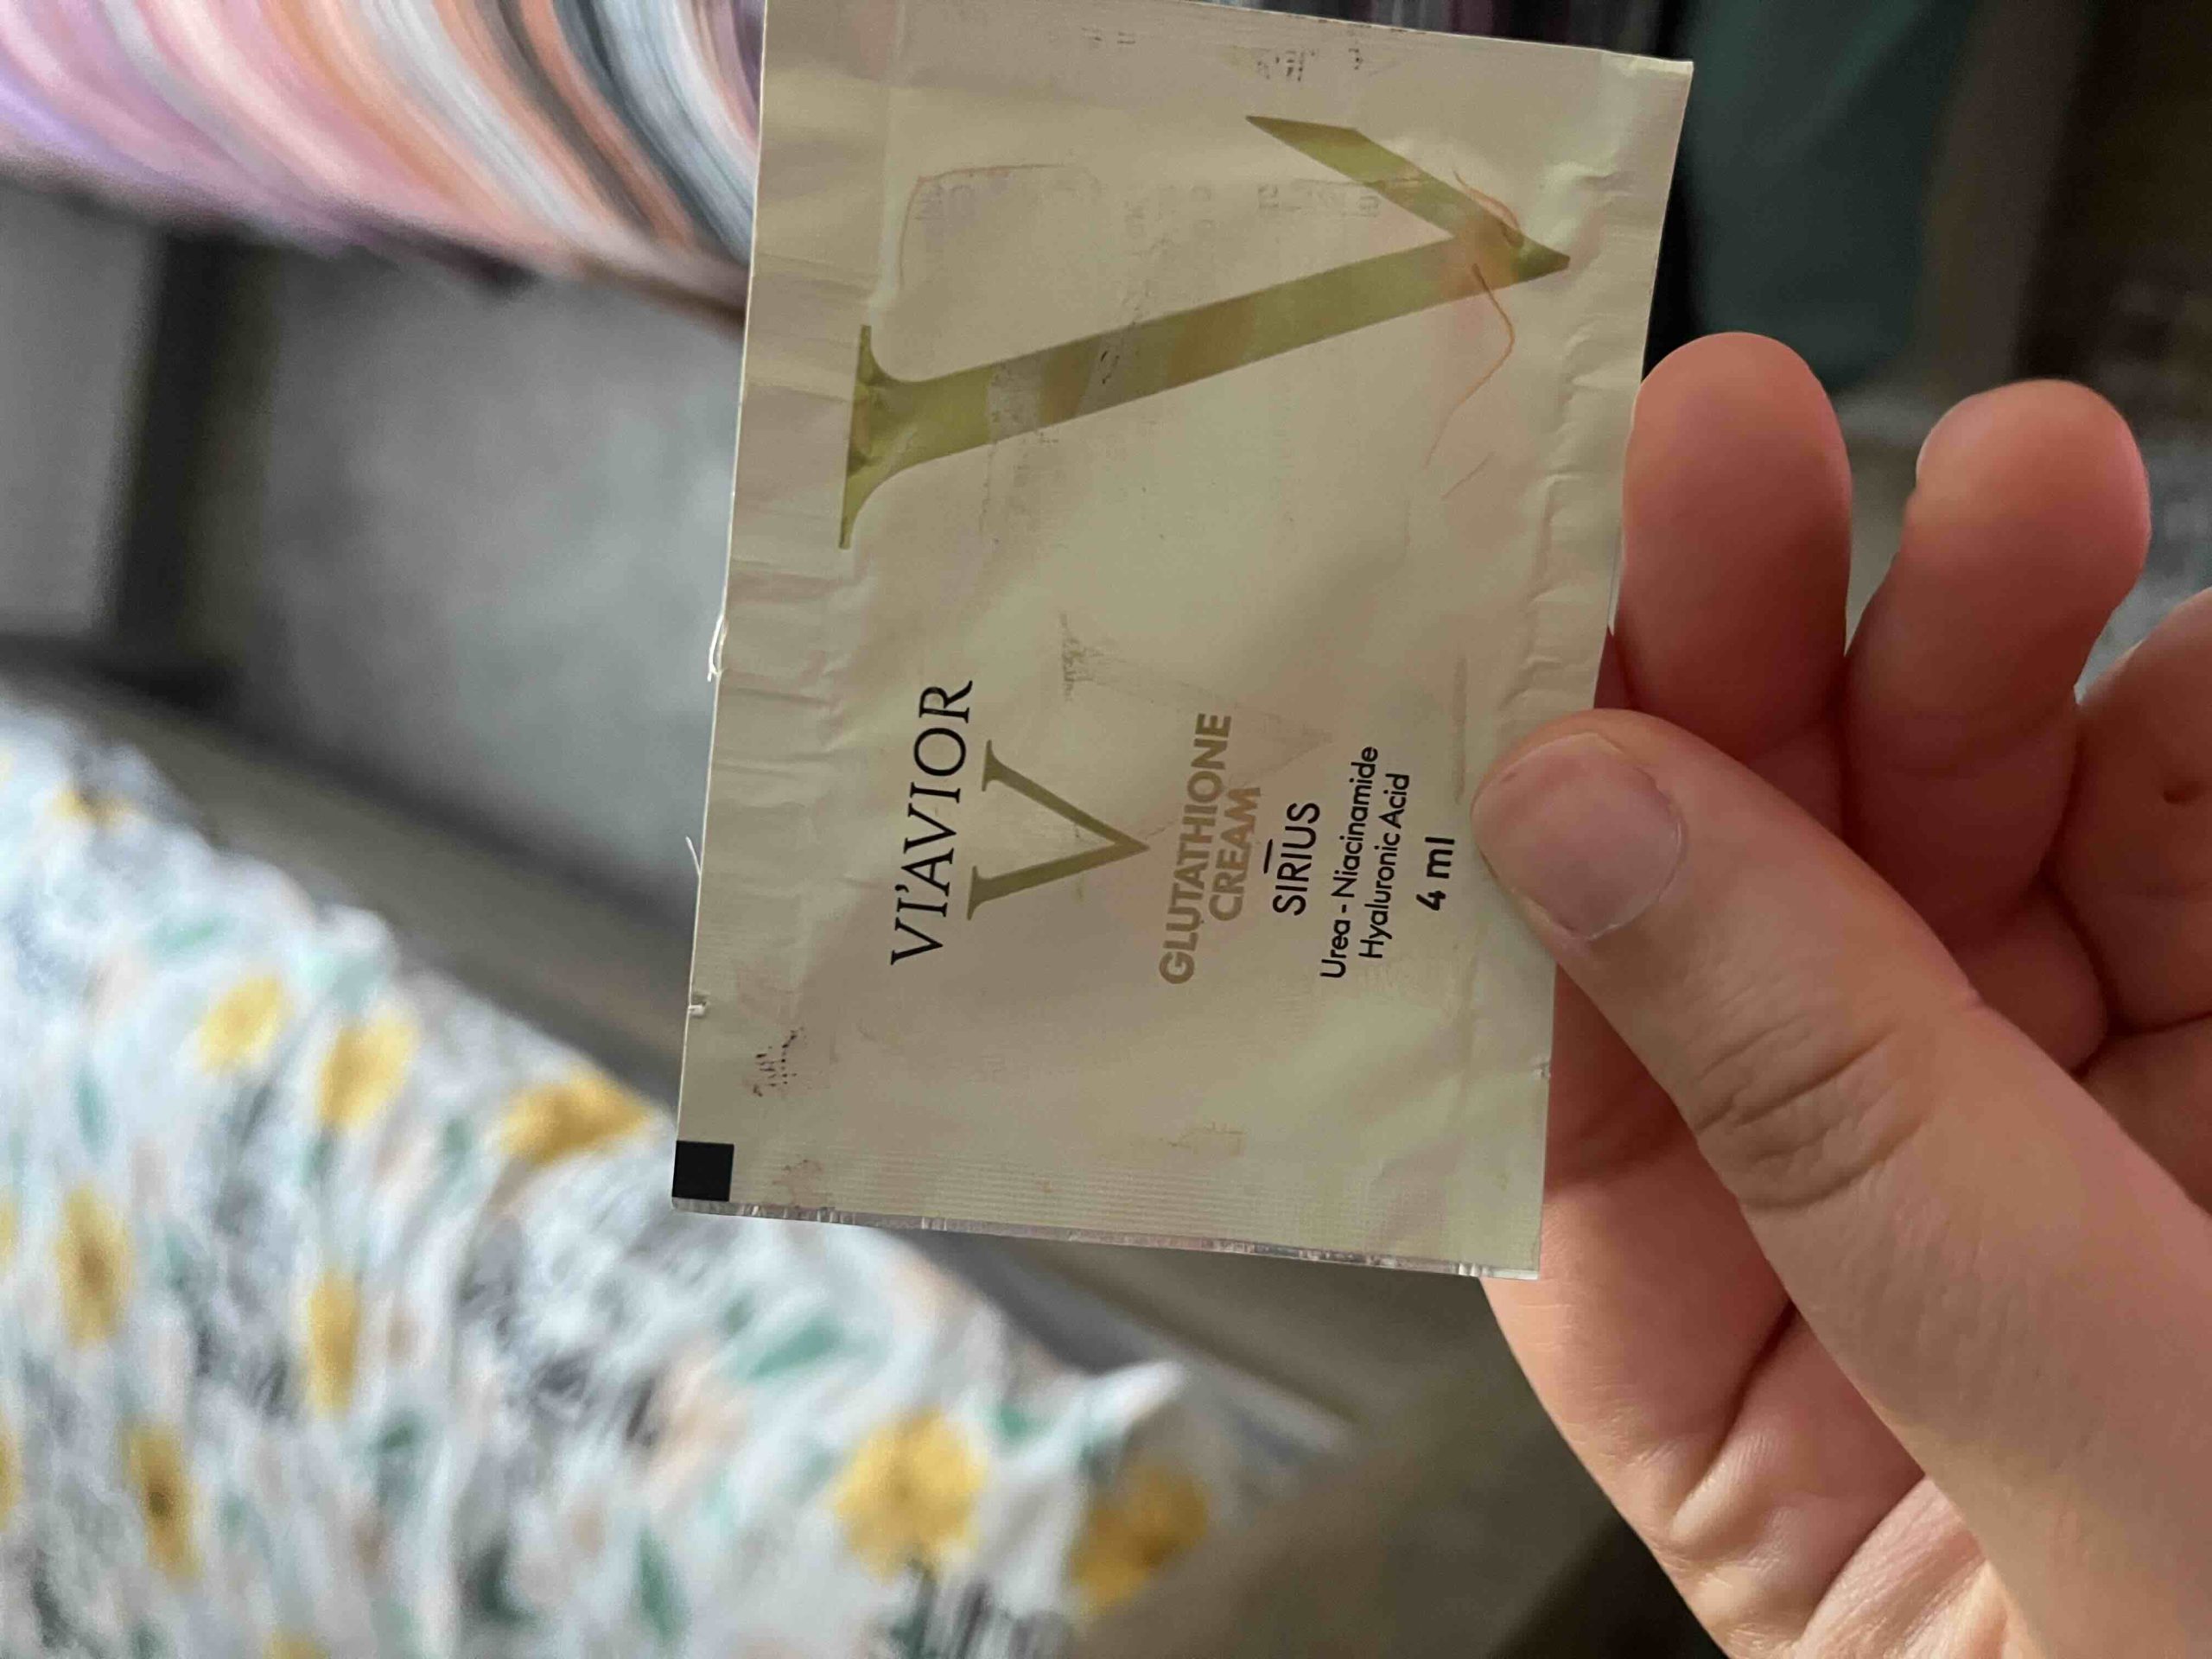 VI'AVIOR
V
GLUTATHIONE
CREAM
SIRIUS
Urea - Niacinamide
Hyaluronic Acid
4 ml